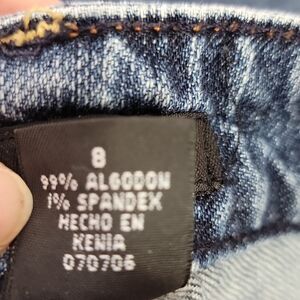 8
99% ALGODON
1% SPANDEX
HECHO EN
KENIA
070706